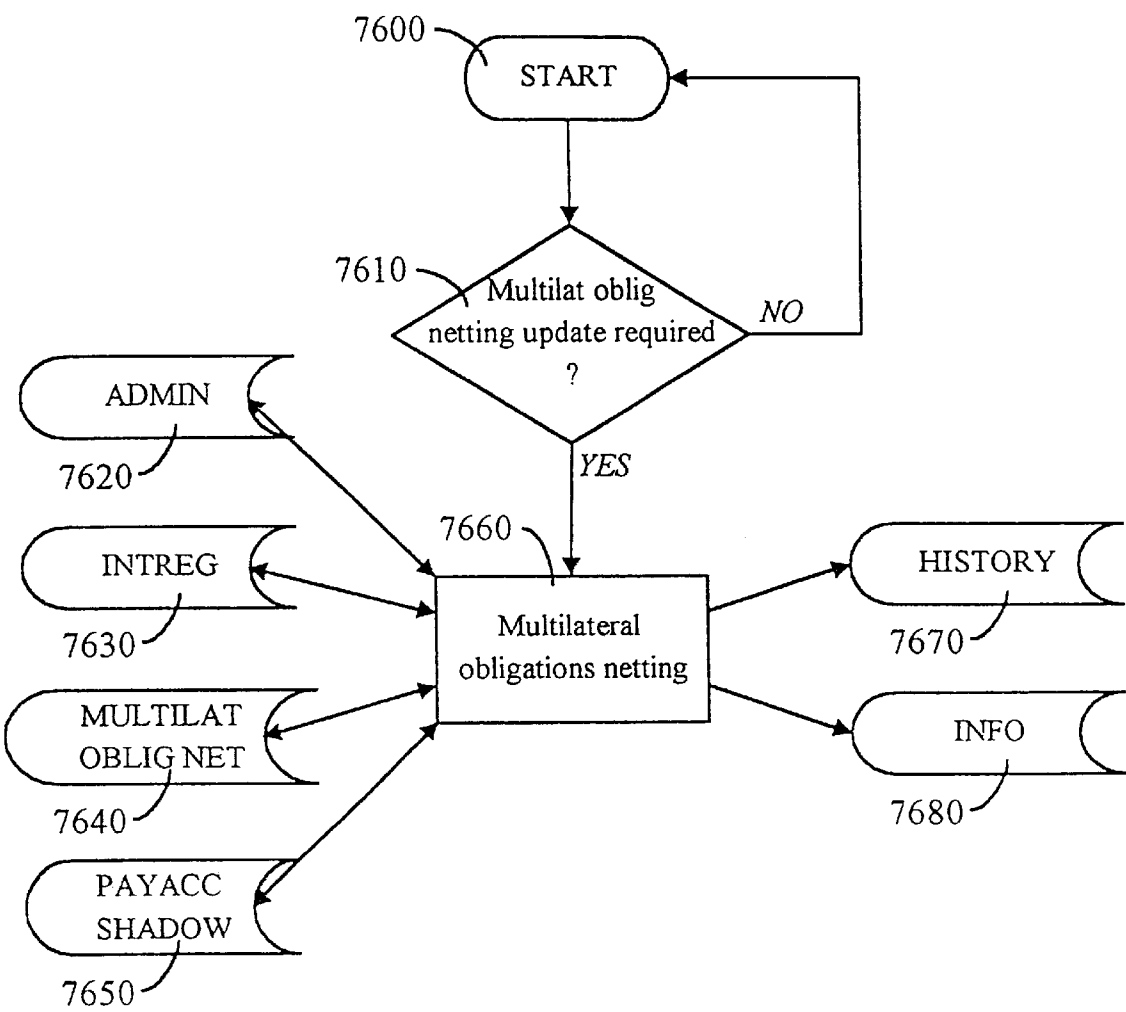 7600
START
7610
Multilat oblig
netting update required
?
NO
YES
ADMIN
7620
INTREG
7630
MULTILAT
OBLIG NET
7640
PAYACC
SHADOW
7650
7660
Multilateral
obligations netting
HISTORY
7670
INFO
7680